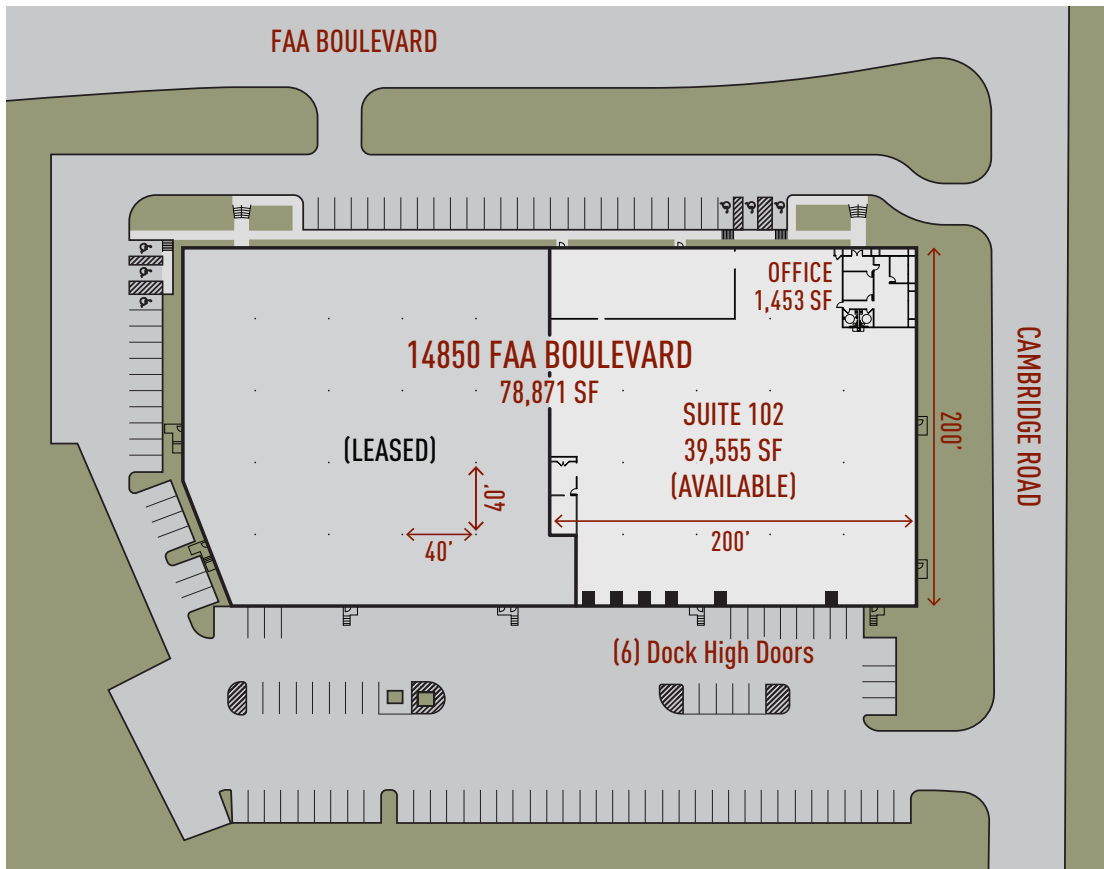 FAA BOULEVARD
OFFICE
1,453 SF
14850 FAA BOULEVARD
78,871 SF
(LEASED)
SUITE 102
39,555 SF
(AVAILABLE)
CAMBRIDGE ROAD
200'
40'
40'
200'
(6) Dock High Doors